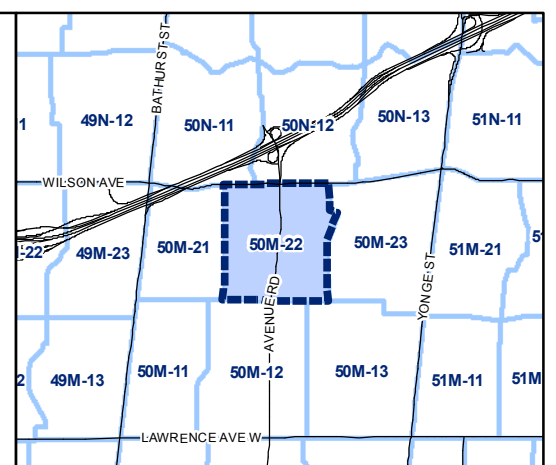 BATHURST ST
49N-12
50N-11
50N-12
50N-13
51N-11
1
WILSON AVE
-22
49M-23
50M-21
50M-22
50M-23
51M-21
5
AVENUE RD
YONGE ST
2
49M-13
50M-11
50M-12
50M-13
51M-11
51M
LAWRENCE AVE W